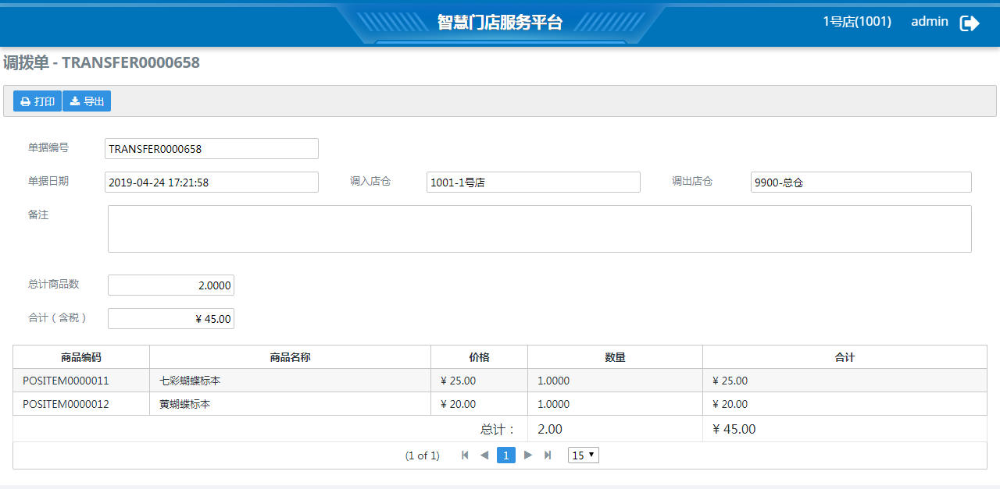 智慧门店服务平台
1号店(1001) admin
调拨单 - TRANSFER0000658
打印 导出
单据编号 TRANSFER0000658
单据日期 2019-04-24 17:21:58 调入店仓 1001-1号店 调出店仓 9900-总仓
备注
总计商品数 2.0000
合计（含税） ¥ 45.00
商品编码 商品名称 价格 数量 合计
POSITEM0000011 七彩蝴蝶标本 ¥ 25.00 1.0000 ¥ 25.00
POSITEM0000012 黄蝴蝶标本 ¥ 20.00 1.0000 ¥ 20.00
总计： 2.00 ¥ 45.00
(1 of 1) 1 15